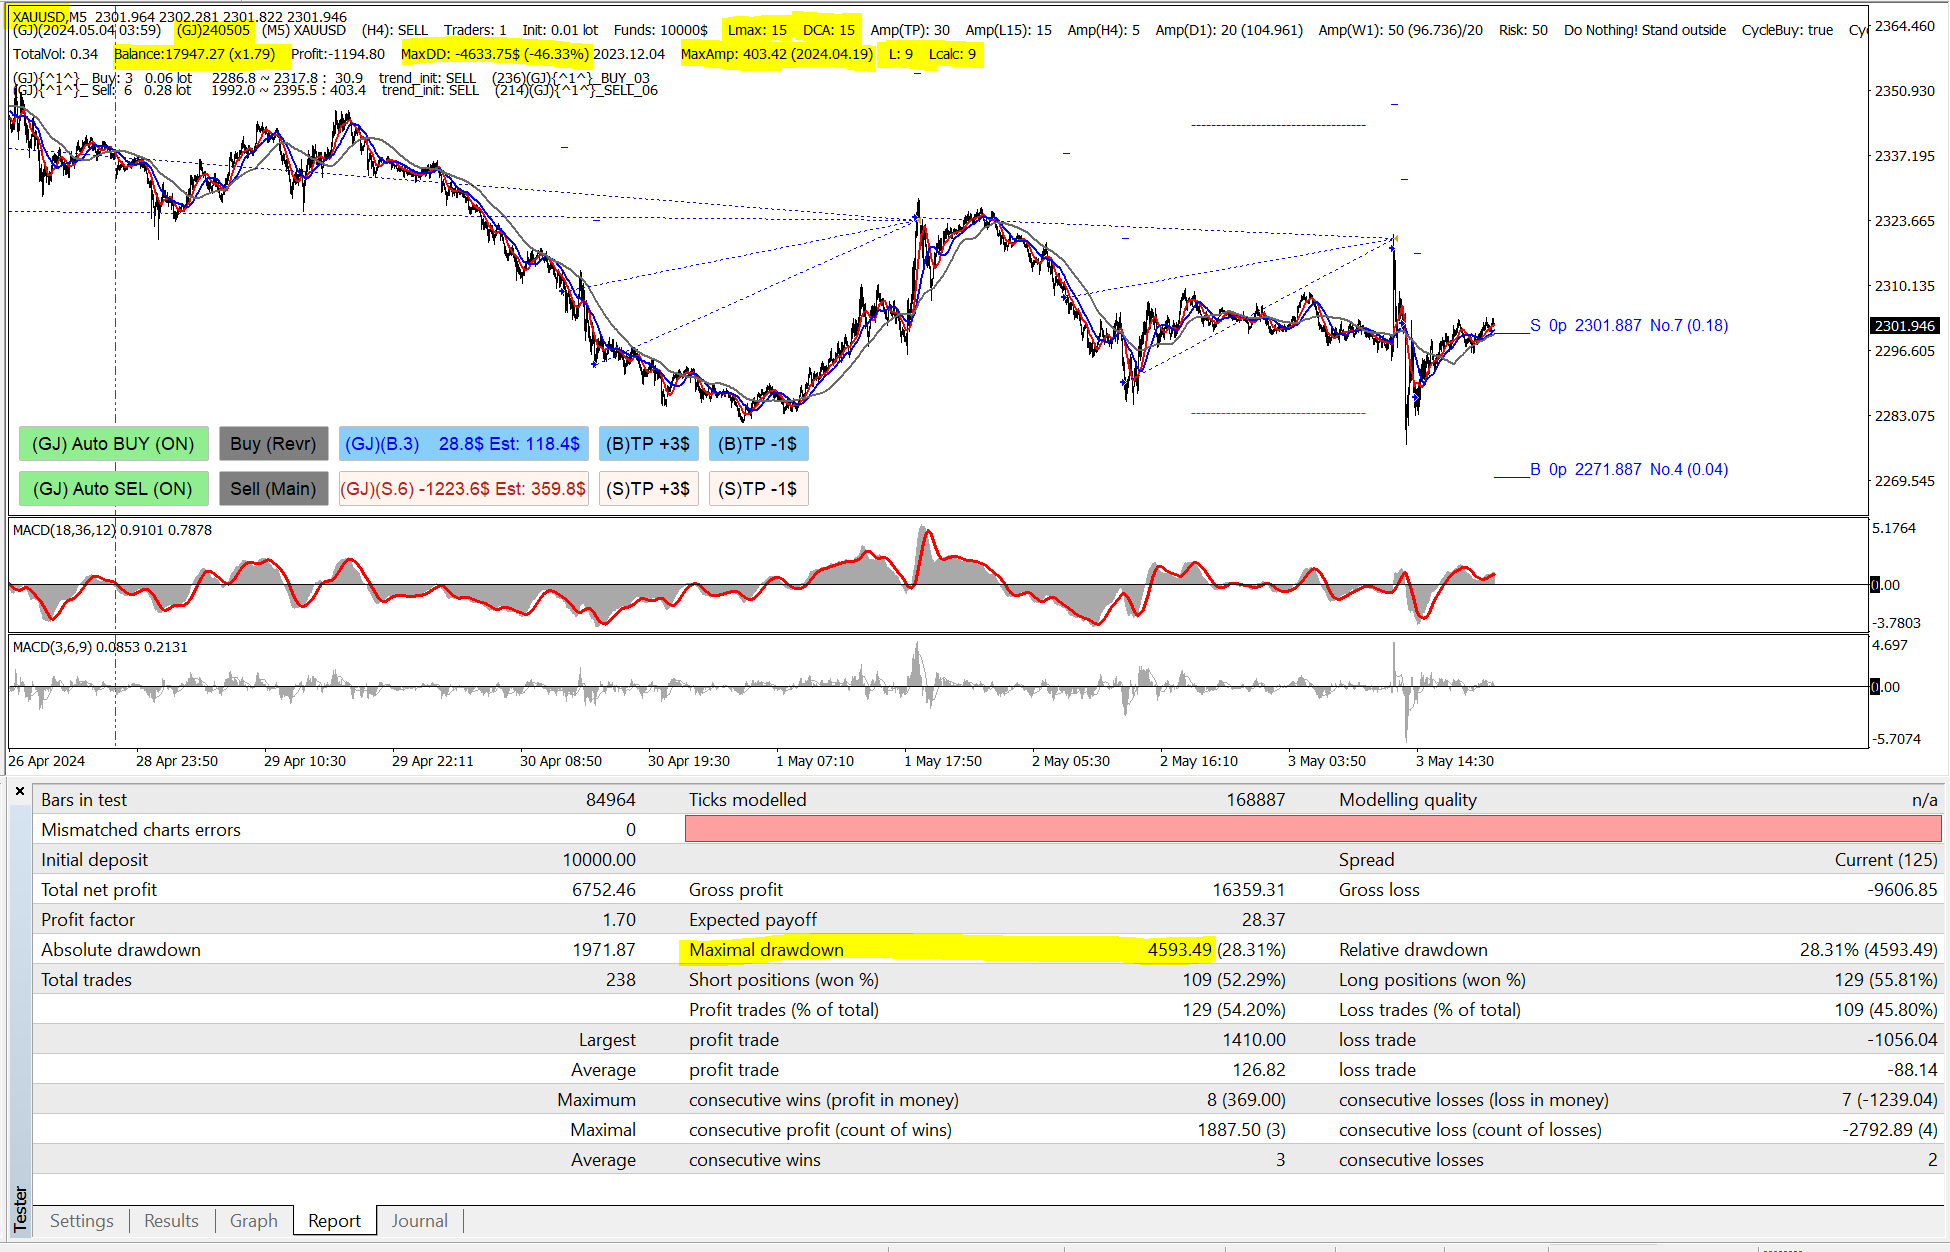 XAUUSD,M5 2301.964 2302.281 2301.822 2301.946
(GJ)(2024.05.04 03:59) (GJ)240505 (M5) XAUUSD (H4): SELL Traders: 1 Init: 0.01 lot Funds: 10000$ Lmax: 15 DCA: 15 Amp(TP): 30 Amp(L15): 15 Amp(H4): 5 Amp(D1): 20 (104.961) Amp(W1): 50 (96.736)/20 Risk: 50 Do Nothing! Stand outside CycleBuy: true Cyc
TotalVol: 0.34 Balance:17947.27 (x1.79) Profit:-1194.80 MaxDD: -4633.75$ (-46.33%) 2023.12.04 MaxAmp: 403.42 (2024.04.19) L: 9 Lcalc: 9
(GJ){^1^}_ Buy: 3 0.06 lot 2286.8 ~ 2317.8 : 30.9 trend_init: SELL (236)(GJ){^1^}_BUY_03
(GJ){^1^}_ Sell: 6 0.28 lot 1992.0 ~ 2395.5 : 403.4 trend_init: SELL (214)(GJ){^1^}_SELL_06
2364.460
2350.930
2337.195
2323.665
2310.135
2301.946
2296.605
2283.075
2269.545
S 0p 2301.887 No.7 (0.18)
B 0p 2271.887 No.4 (0.04)
(GJ) Auto BUY (ON) Buy (Revr) (GJ)(B.3) 28.8$ Est: 118.4$ (B)TP +3$ (B)TP -1$
(GJ) Auto SEL (ON) Sell (Main) (GJ)(S.6) -1223.6$ Est: 359.8$ (S)TP +3$ (S)TP -1$
MACD(18,36,12) 0.9101 0.7878
5.1764
0.00
-3.7803
MACD(3,6,9) 0.0853 0.2131
4.697
0.00
-5.7074
26 Apr 2024 28 Apr 23:50 29 Apr 10:30 29 Apr 22:11 30 Apr 08:50 30 Apr 19:30 1 May 07:10 1 May 17:50 2 May 05:30 2 May 16:10 3 May 03:50 3 May 14:30
Bars in test 84964 Ticks modelled 168887 Modelling quality n/a
Mismatched charts errors 0
Initial deposit 10000.00 Spread Current (125)
Total net profit 6752.46 Gross profit 16359.31 Gross loss -9606.85
Profit factor 1.70 Expected payoff 28.37
Absolute drawdown 1971.87 Maximal drawdown 4593.49 (28.31%) Relative drawdown 28.31% (4593.49)
Total trades 238 Short positions (won %) 109 (52.29%) Long positions (won %) 129 (55.81%)
Profit trades (% of total) 129 (54.20%) Loss trades (% of total) 109 (45.80%)
Largest profit trade 1410.00 loss trade -1056.04
Average profit trade 126.82 loss trade -88.14
Maximum consecutive wins (profit in money) 8 (369.00) consecutive losses (loss in money) 7 (-1239.04)
Maximal consecutive profit (count of wins) 1887.50 (3) consecutive loss (count of losses) -2792.89 (4)
Average consecutive wins 3 consecutive losses 2
Tester
Settings Results Graph Report Journal